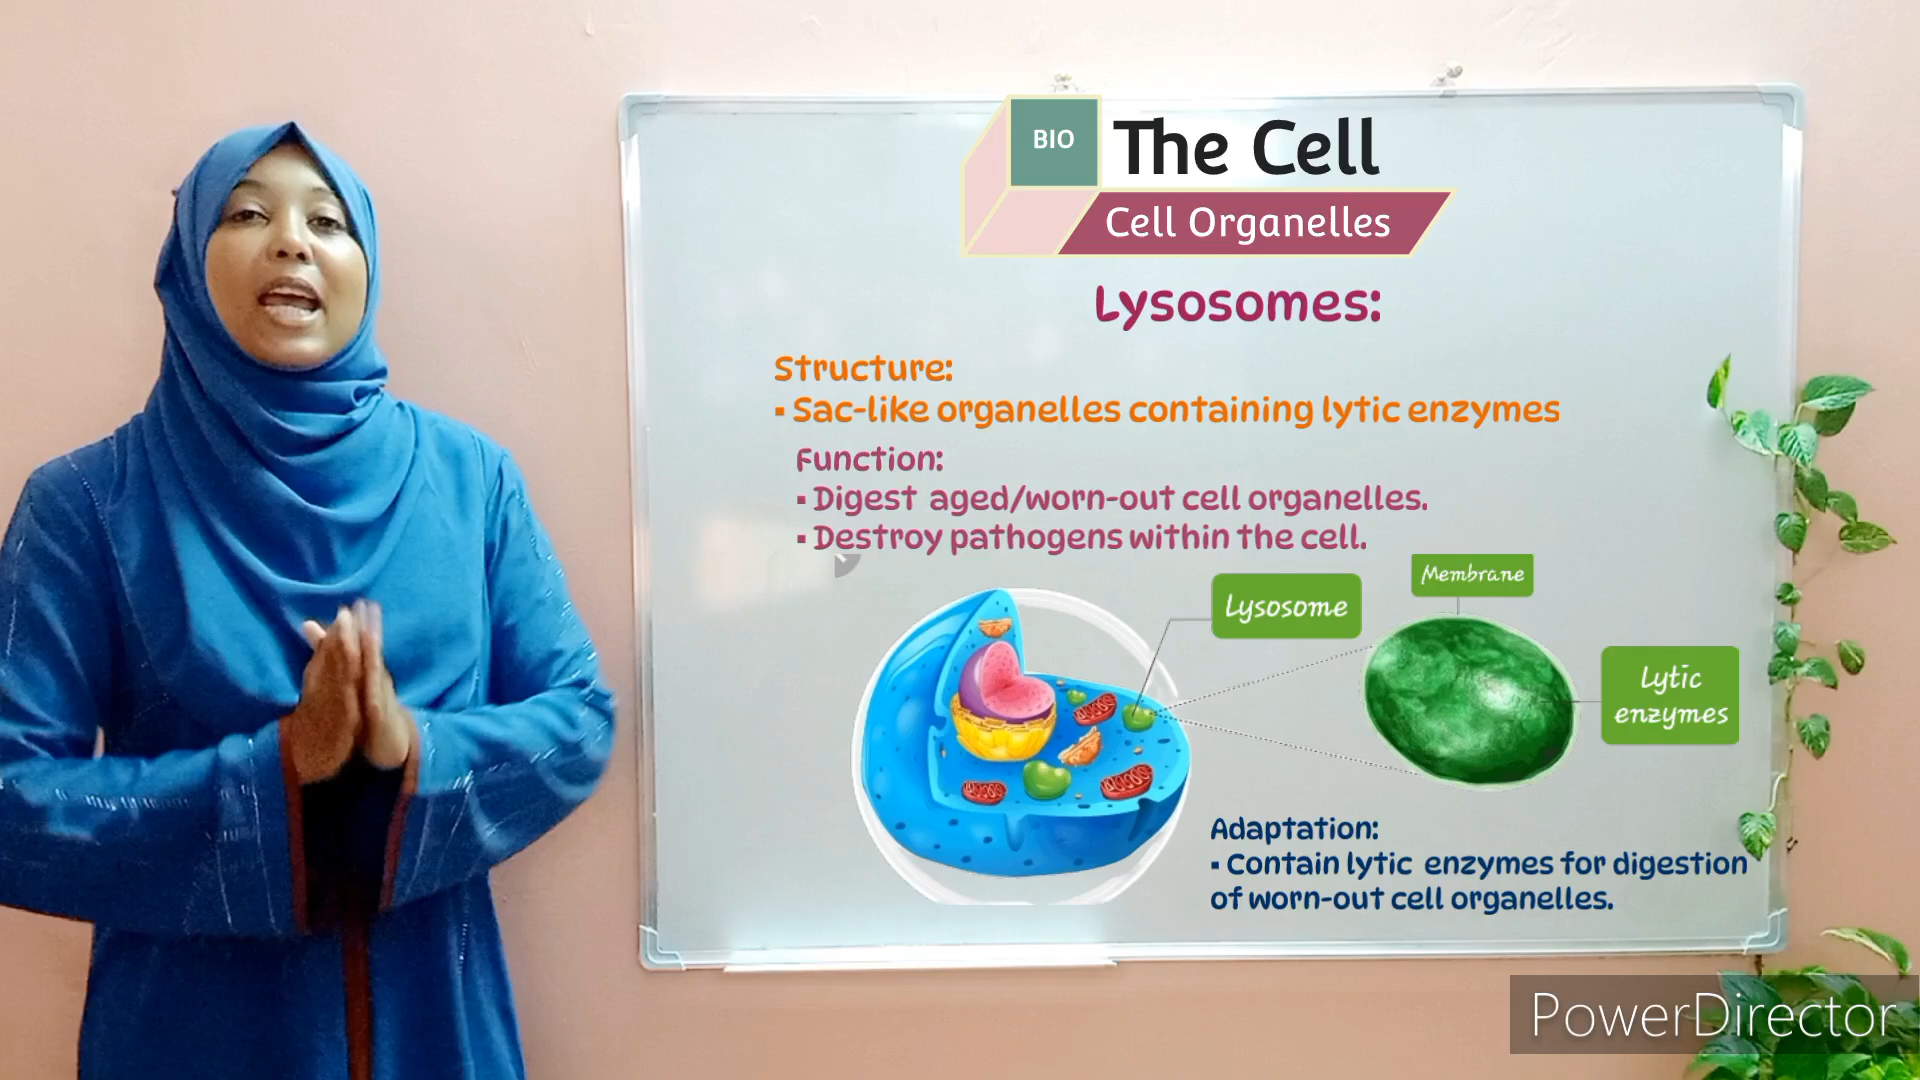 BIO
The Cell
Cell Organelles
Lysosomes:
Structure:
▪ Sac-like organelles containing lytic enzymes
Function:
▪ Digest aged/worn-out cell organelles.
▪ Destroy pathogens within the cell.
Lysosome
Membrane
Lytic
enzymes
Adaptation:
▪ Contain lytic enzymes for digestion
of worn-out cell organelles.
PowerDirector